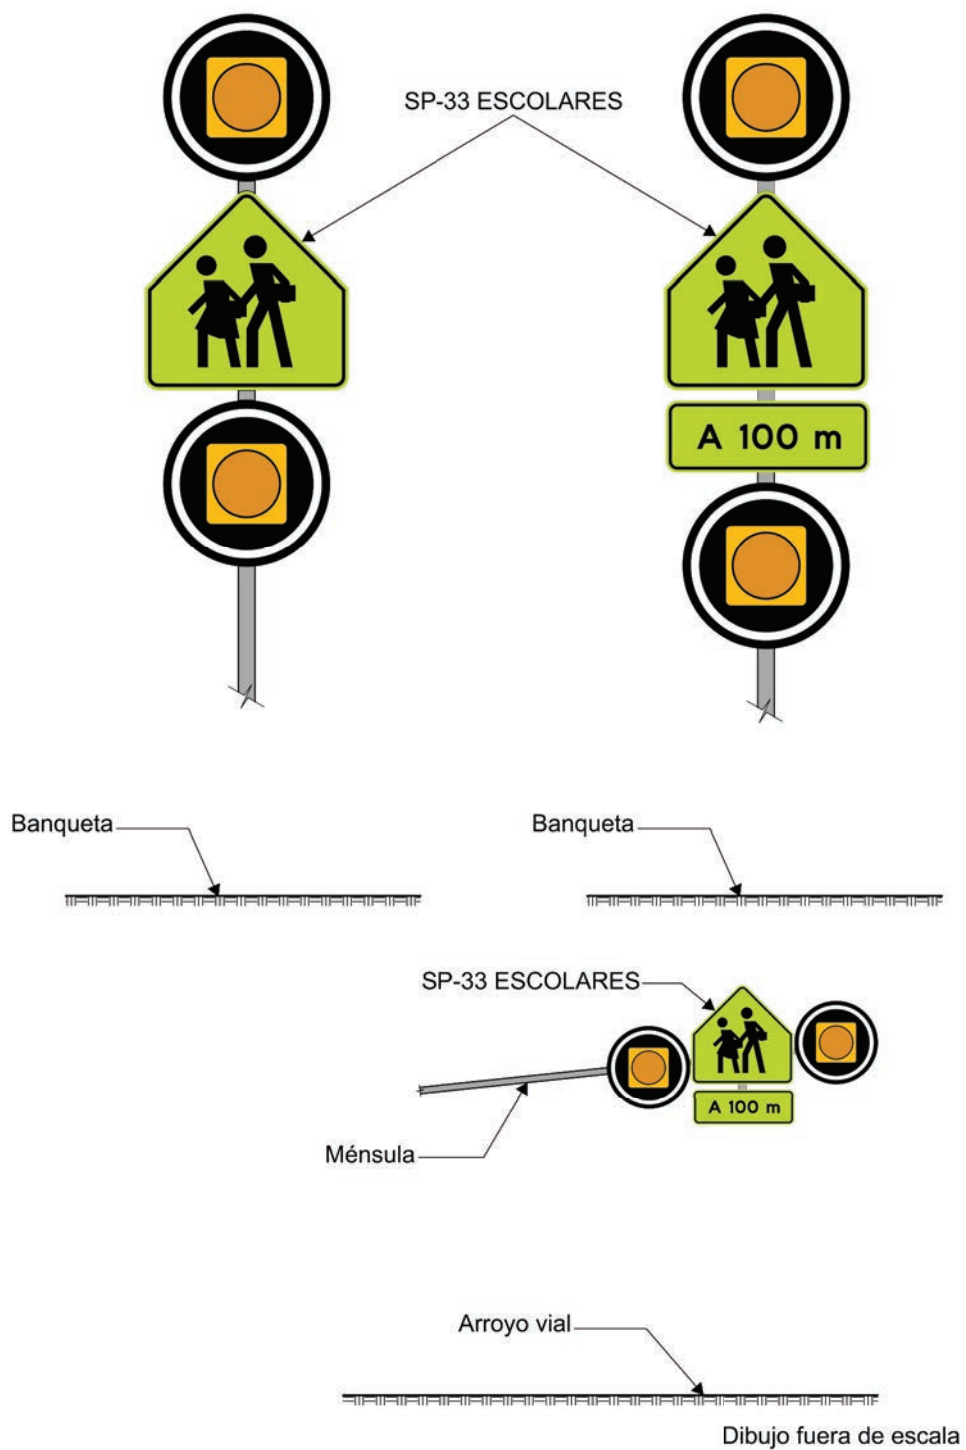 SP-33 ESCOLARES
A 100 m
Banqueta
Banqueta
SP-33 ESCOLARES
A 100 m
Ménsula
Arroyo vial
Dibujo fuera de escala